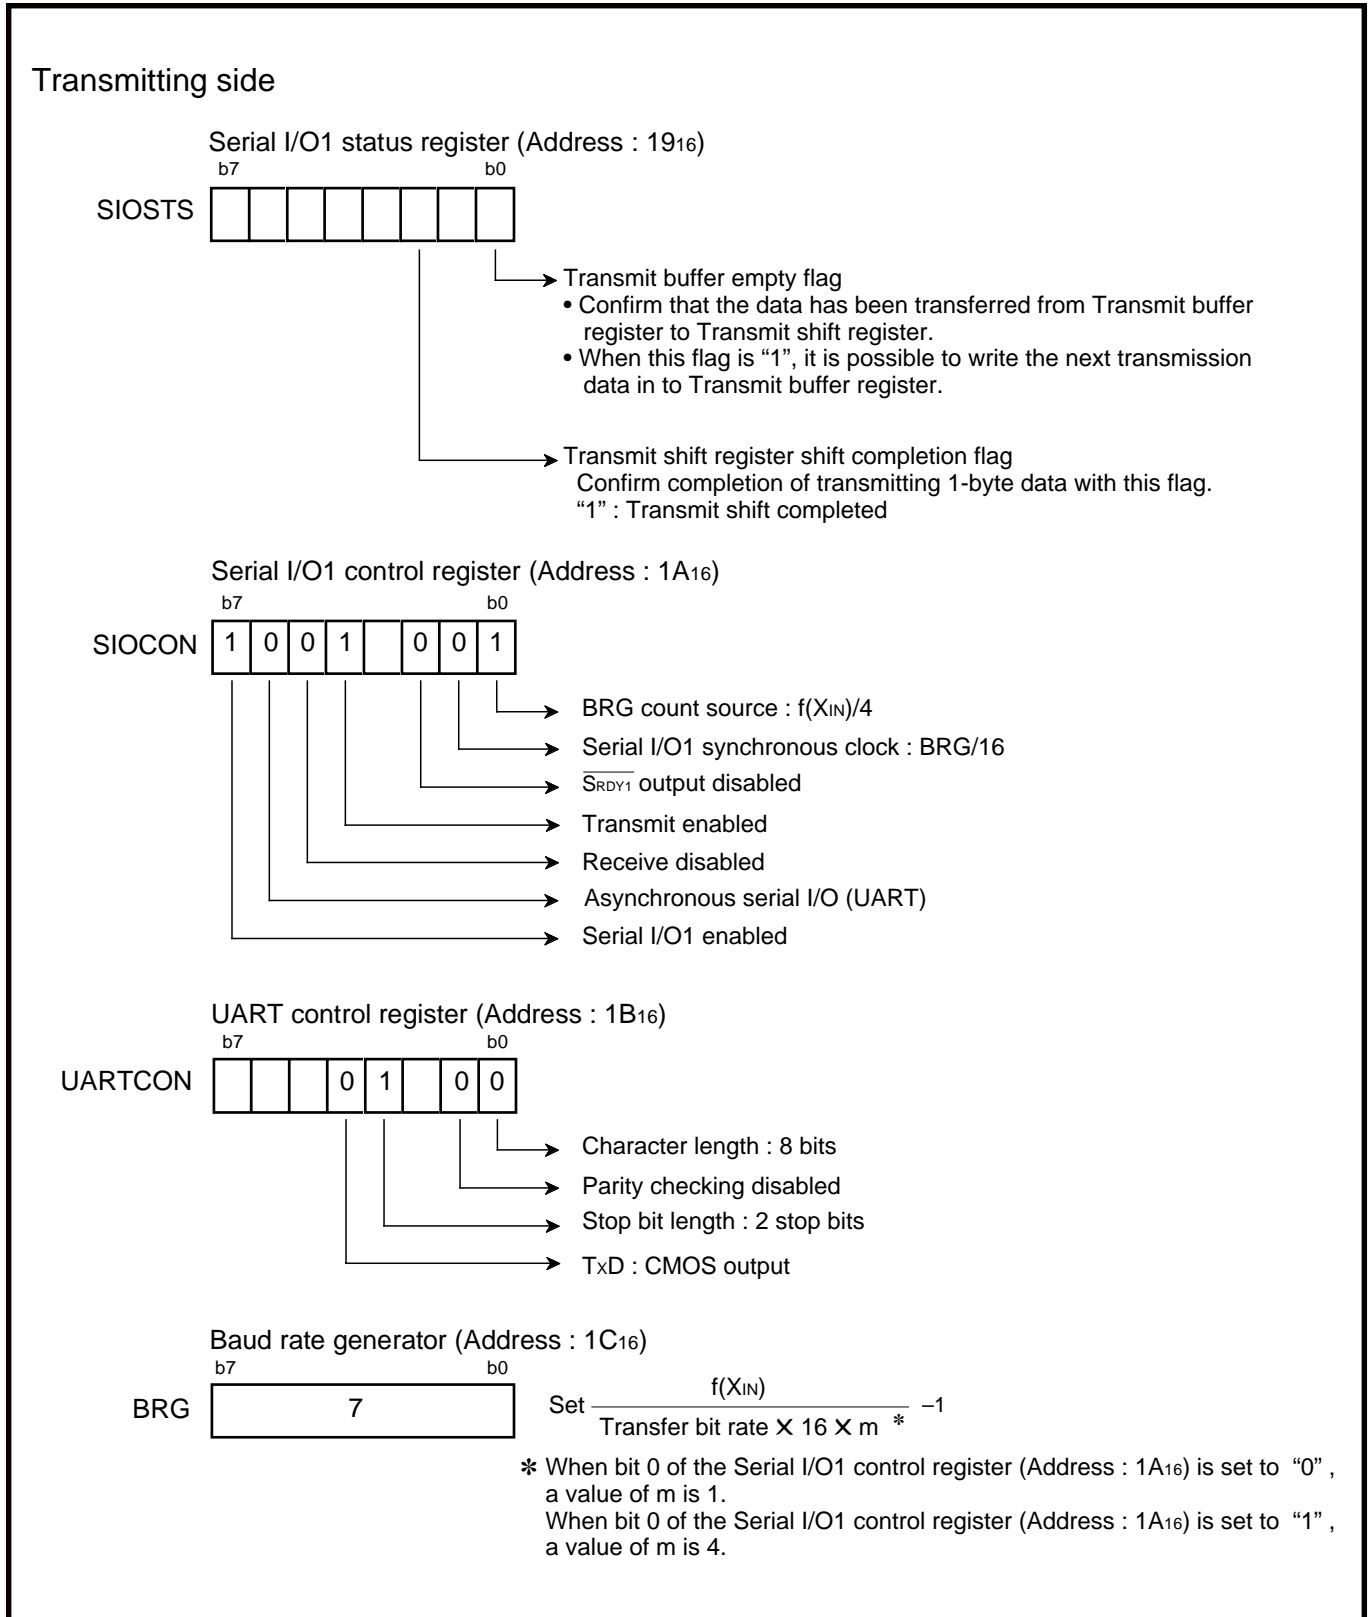 Transmitting side
Serial I/O1 status register (Address : 1916)
b7 b0
SIOSTS
Transmit buffer empty flag
• Confirm that the data has been transferred from Transmit buffer
register to Transmit shift register.
• When this flag is “1”, it is possible to write the next transmission
data in to Transmit buffer register.
Transmit shift register shift completion flag
Confirm completion of transmitting 1-byte data with this flag.
“1” : Transmit shift completed
Serial I/O1 control register (Address : 1A16)
b7 b0
SIOCON 1 0 0 1 0 0 1
BRG count source : f(XIN)/4
Serial I/O1 synchronous clock : BRG/16
SRDY1 output disabled
Transmit enabled
Receive disabled
Asynchronous serial I/O (UART)
Serial I/O1 enabled
UART control register (Address : 1B16)
b7 b0
UARTCON 0 1 0 0
Character length : 8 bits
Parity checking disabled
Stop bit length : 2 stop bits
TxD : CMOS output
Baud rate generator (Address : 1C16)
b7 b0
BRG 7
f(XIN)
Set –1
Transfer bit rate ✕ 16 ✕ m ✻
✻ When bit 0 of the Serial I/O1 control register (Address : 1A16) is set to “0” ,
a value of m is 1.
When bit 0 of the Serial I/O1 control register (Address : 1A16) is set to “1” ,
a value of m is 4.